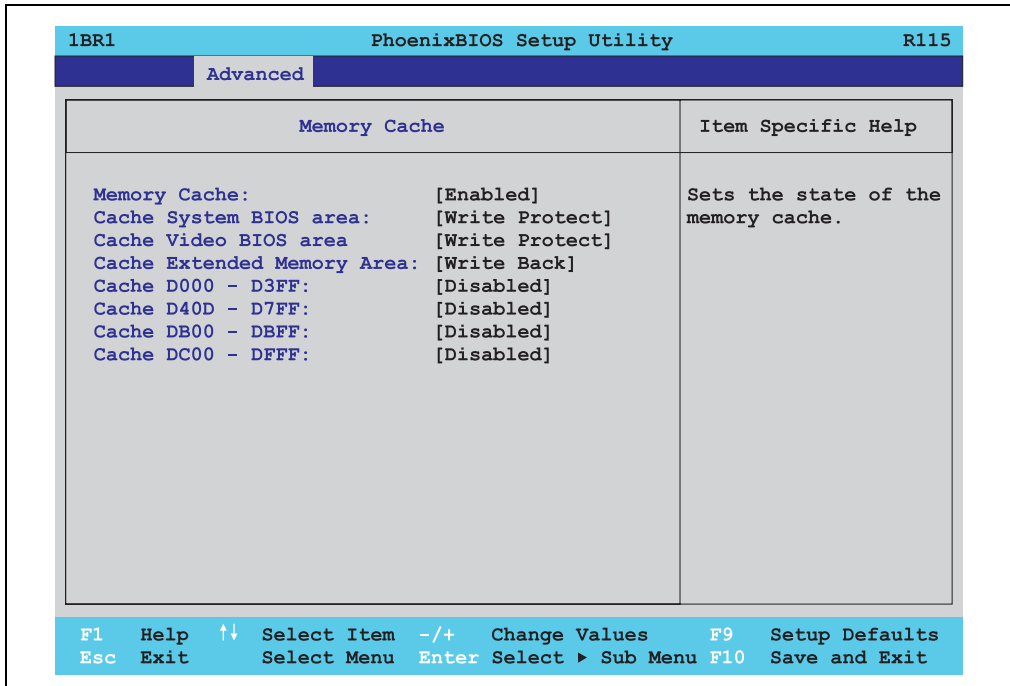 1BR1 PhoenixBIOS Setup Utility R115
Advanced
Memory Cache Item Specific Help
Memory Cache: [Enabled] Sets the state of the
Cache System BIOS area: [Write Protect] memory cache.
Cache Video BIOS area [Write Protect]
Cache Extended Memory Area: [Write Back]
Cache D000 - D3FF: [Disabled]
Cache D40D - D7FF: [Disabled]
Cache DB00 - DBFF: [Disabled]
Cache DC00 - DFFF: [Disabled]
F1 Help ↑↓ Select Item -/+ Change Values F9 Setup Defaults
Esc Exit Select Menu Enter Select ▶ Sub Menu F10 Save and Exit